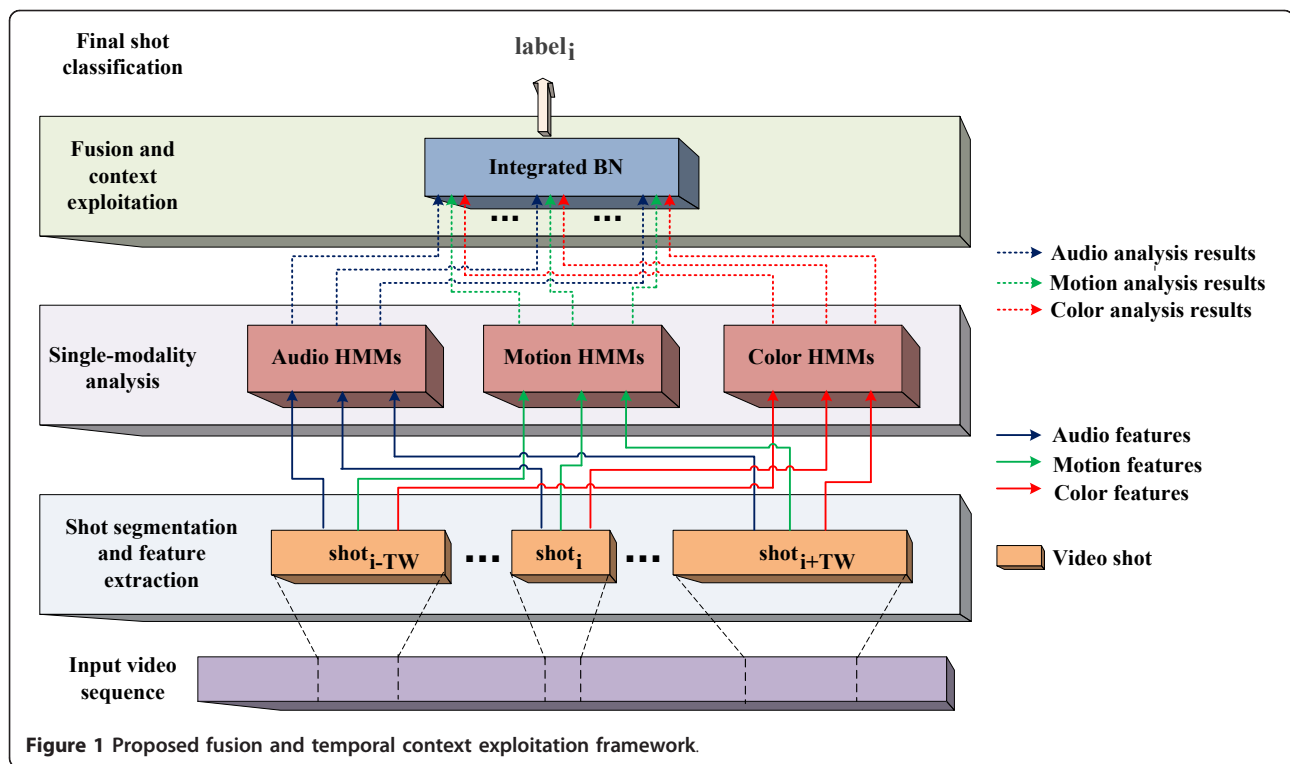 Final shot
classification
label_i
Fusion and
context
exploitation
Integrated BN
... ...
Audio analysis results
Motion analysis results
Color analysis results
Single-modality
analysis
Audio HMMs
Motion HMMs
Color HMMs
Audio features
Motion features
Color features
Shot segmentation
and feature
extraction
shot_i-TW ... shot_i ... shot_i+TW
Video shot
Input video
sequence
Figure 1 Proposed fusion and temporal context exploitation framework.